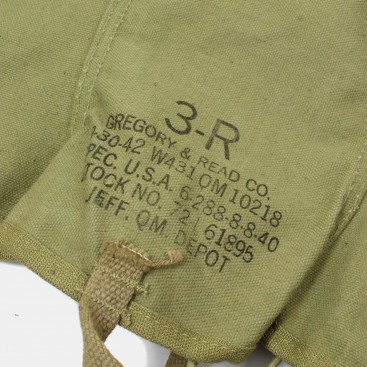 3-R
GREGORY & READ CO.
-30-42 W431 QM 10218
PEC. U.S.A. 6-288-8-8-40
TOCK NO. 72 61895
JEFF. QM DEPOT